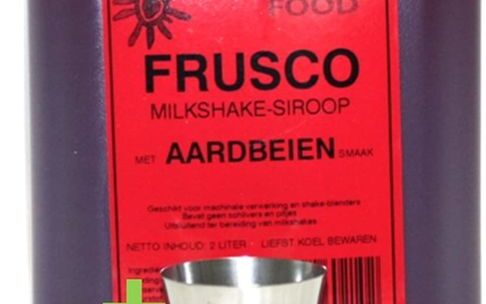 FOOD
FRUSCO
MILKSHAKE-SIROOP
MET AARDBEIEN SMAAK
Geschikt voor machinale verwerking en shake-blenders
Bevat geen schilvers en pitjes
Uitsluitend ter bereiding van milkshakes
NETTO INHOUD: 2 LITER - LIEFST KOEL BEWAREN